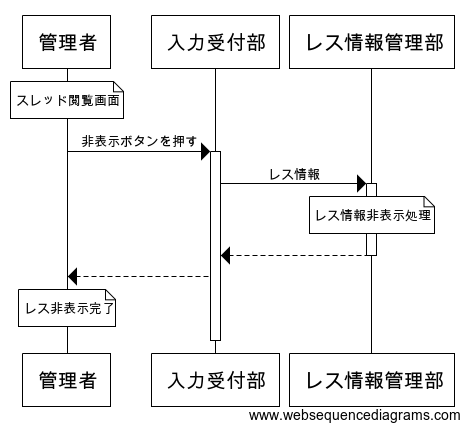 管理者 入力受付部 レス情報管理部
スレッド閲覧画面
非表示ボタンを押す
レス情報
レス情報非表示処理
レス非表示完了
管理者 入力受付部 レス情報管理部
www.websequencediagrams.com